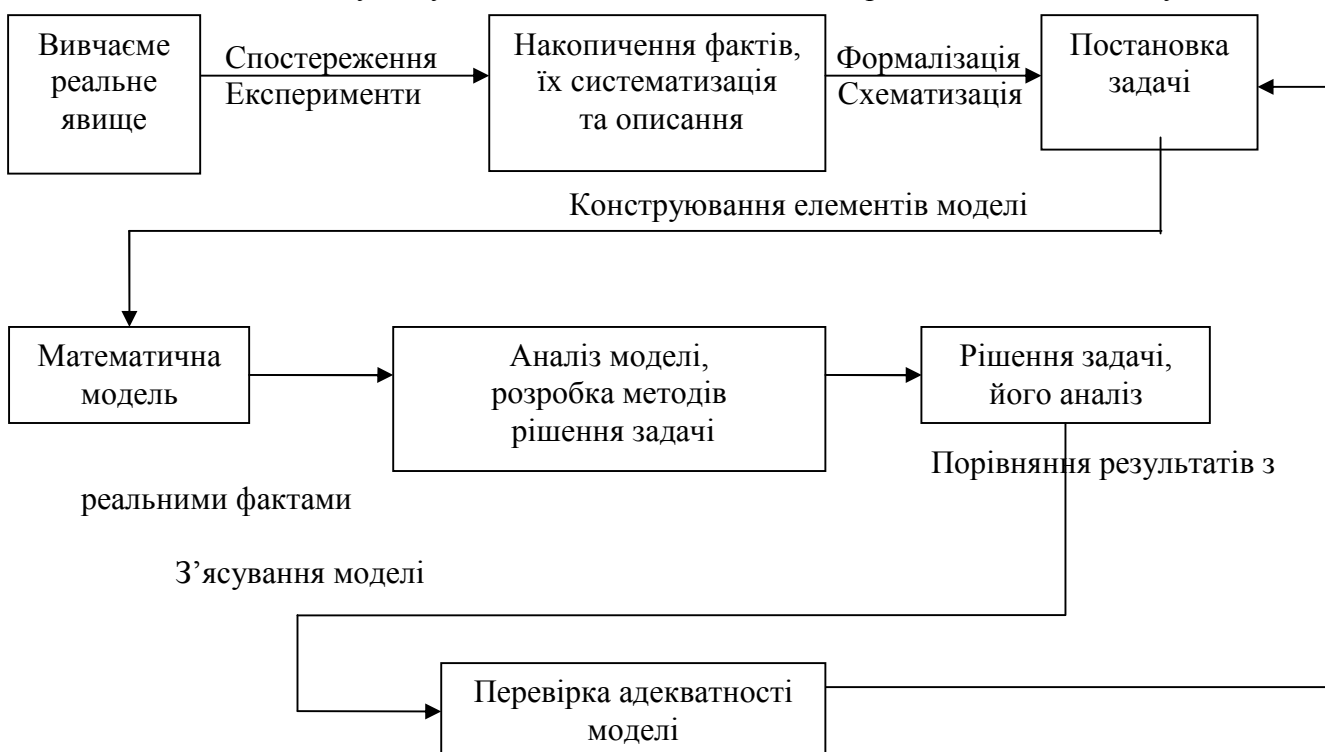 Вивчаєме
реальне
явище
Спостереження
Експерименти
Накопичення фактів,
їх систематизація
та описання
Формалізація
Схематизація
Постановка
задачі
Конструювання елементів моделі
Математична
модель
Аналіз моделі,
розробка методів
рішення задачі
Рішення задачі,
його аналіз
Порівняння результатів з
реальними фактами
З’ясування моделі
Перевірка адекватності
моделі